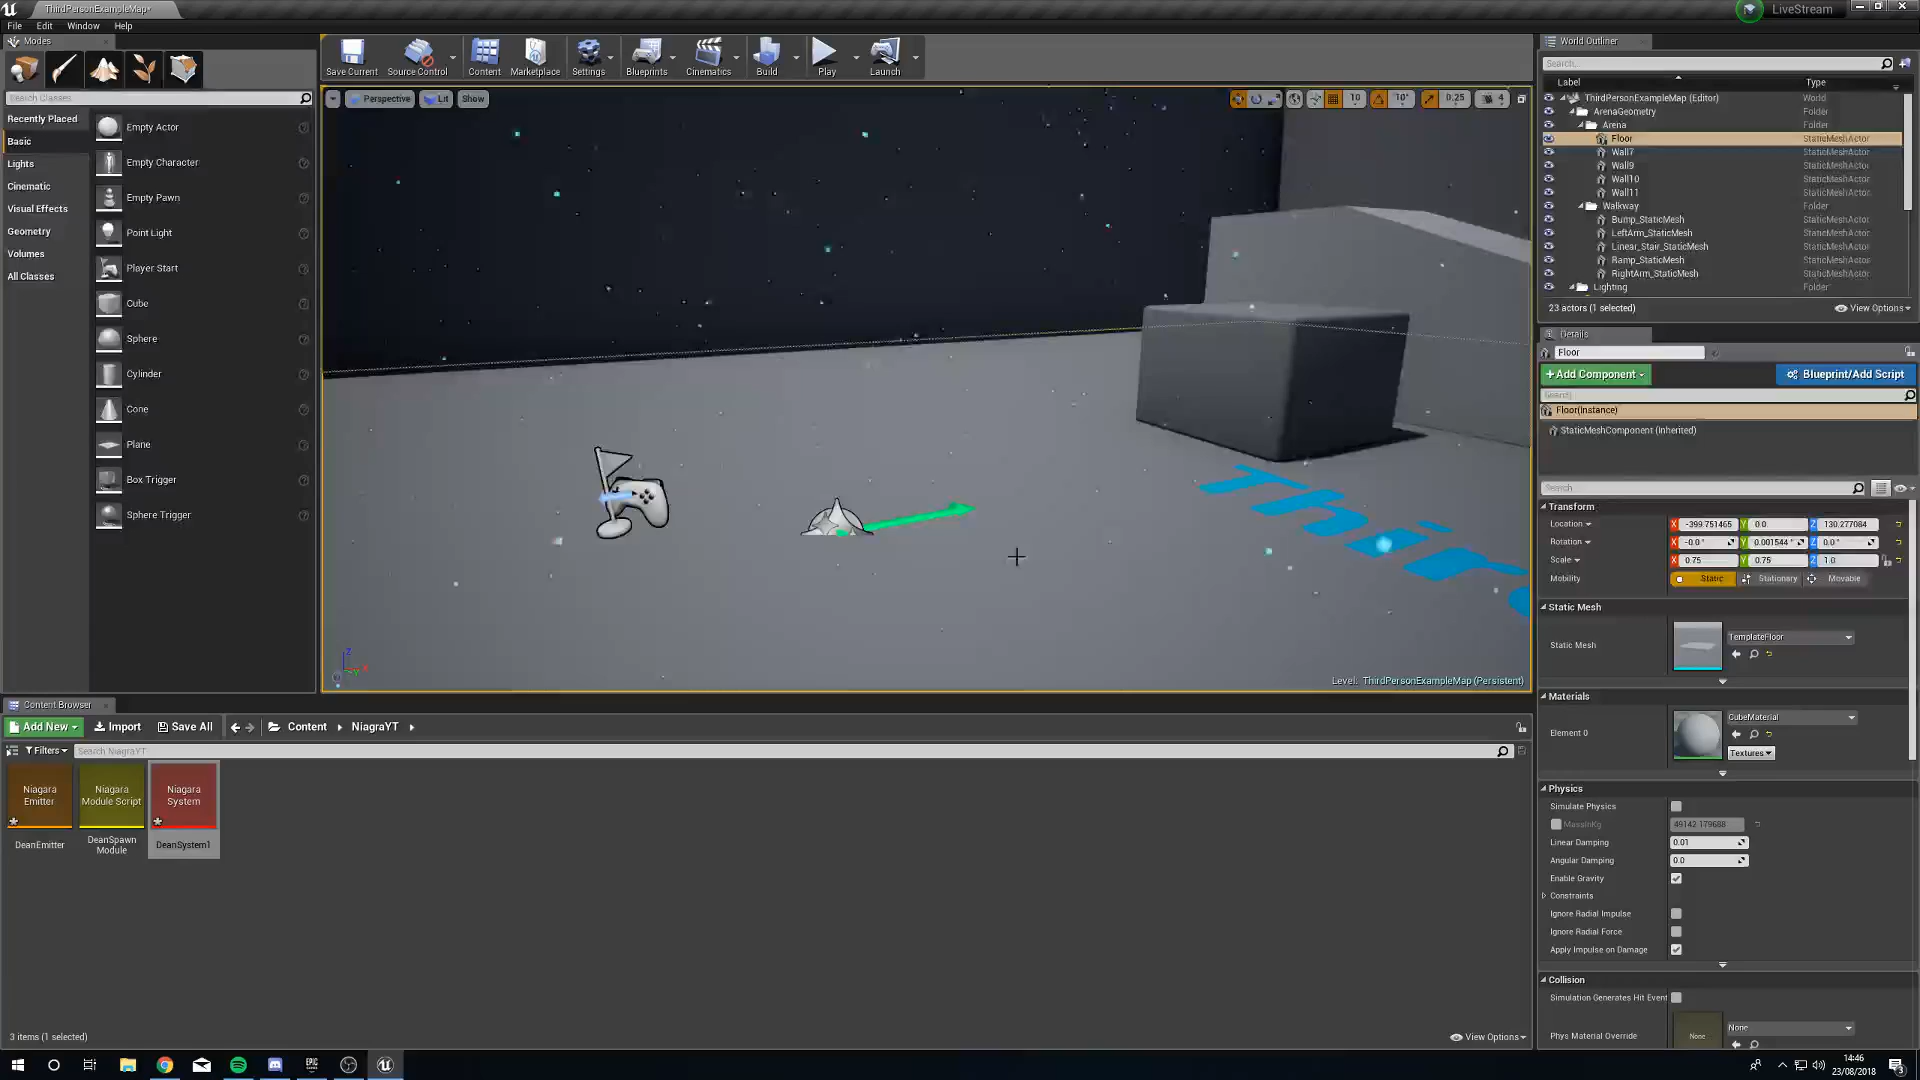 ThirdPersonExampleMap*
LiveStream
File Edit Window Help
Modes
Search Classes
Recently Placed
Basic
Lights
Cinematic
Visual Effects
Geometry
Volumes
All Classes
Empty Actor
Empty Character
Empty Pawn
Point Light
Player Start
Cube
Sphere
Cylinder
Cone
Plane
Box Trigger
Sphere Trigger
Save Current
Source Control
Content
Marketplace
Settings
Blueprints
Cinematics
Build
Play
Launch
Perspective Lit Show
10 10° 0.25 4
Thir
Level: ThirdPersonExampleMap (Persistent)
World Outliner
Search...
Label Type
ThirdPersonExampleMap (Editor) World
ArenaGeometry Folder
Arena Folder
Floor StaticMeshActor
Wall7 StaticMeshActor
Wall9 StaticMeshActor
Wall10 StaticMeshActor
Wall11 StaticMeshActor
Walkway Folder
Bump_StaticMesh StaticMeshActor
LeftArm_StaticMesh StaticMeshActor
Linear_Stair_StaticMesh StaticMeshActor
Ramp_StaticMesh StaticMeshActor
RightArm_StaticMesh StaticMeshActor
Lighting Folder
23 actors (1 selected) View Options
Details
Floor
+Add Component Blueprint/Add Script
Search
Floor(Instance)
StaticMeshComponent (Inherited)
Search
Transform
Location X -399.751465 Y 0.0 Z 130.277084
Rotation X -0.0 ° Y 0.001544 ° Z 0.0 °
Scale X 0.75 Y 0.75 Z 1.0
Mobility Static Stationary Movable
Static Mesh
Static Mesh TemplateFloor
Materials
Element 0 CubeMaterial
Textures
Physics
Simulate Physics
MassInKg 49142.179688
Linear Damping 0.01
Angular Damping 0.0
Enable Gravity
Constraints
Ignore Radial Impulse
Ignore Radial Force
Apply Impulse on Damage
Collision
Simulation Generates Hit Event
Phys Material Override None None
Content Browser
Add New Import Save All Content NiagraYT
Filters Search NiagraYT
Niagara Emitter
Niagara Module Script
Niagara System
DeanEmitter
DeanSpawn Module
DeanSystem1
3 items (1 selected)
View Options
EPIC GAMES
14:46
23/08/2018
3